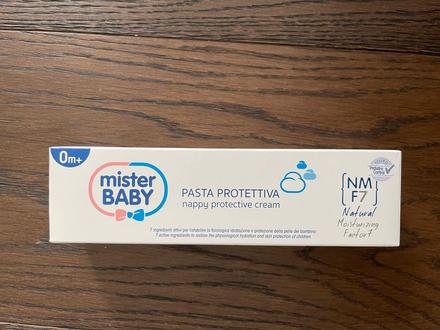 0m+
mister
BABY
PASTA PROTETTIVA
nappy protective cream
7 ingredienti attivi per ristabilire la fisiologica idratazione e protezione della pelle del bambino
7 active ingredients to restore the physiological hydration and skin protection of children
NM
F7
Natural
Moisturizing
Factor7